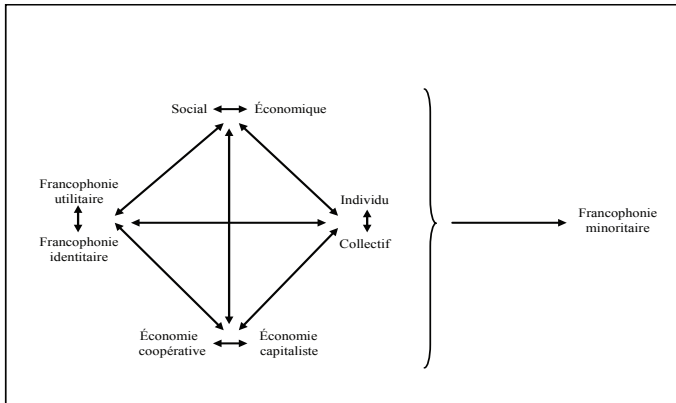 Social Économique
Francophonie
utilitaire
Individu
Francophonie
minoritaire
Francophonie
identitaire
Collectif
Économie
coopérative
Économie
capitaliste